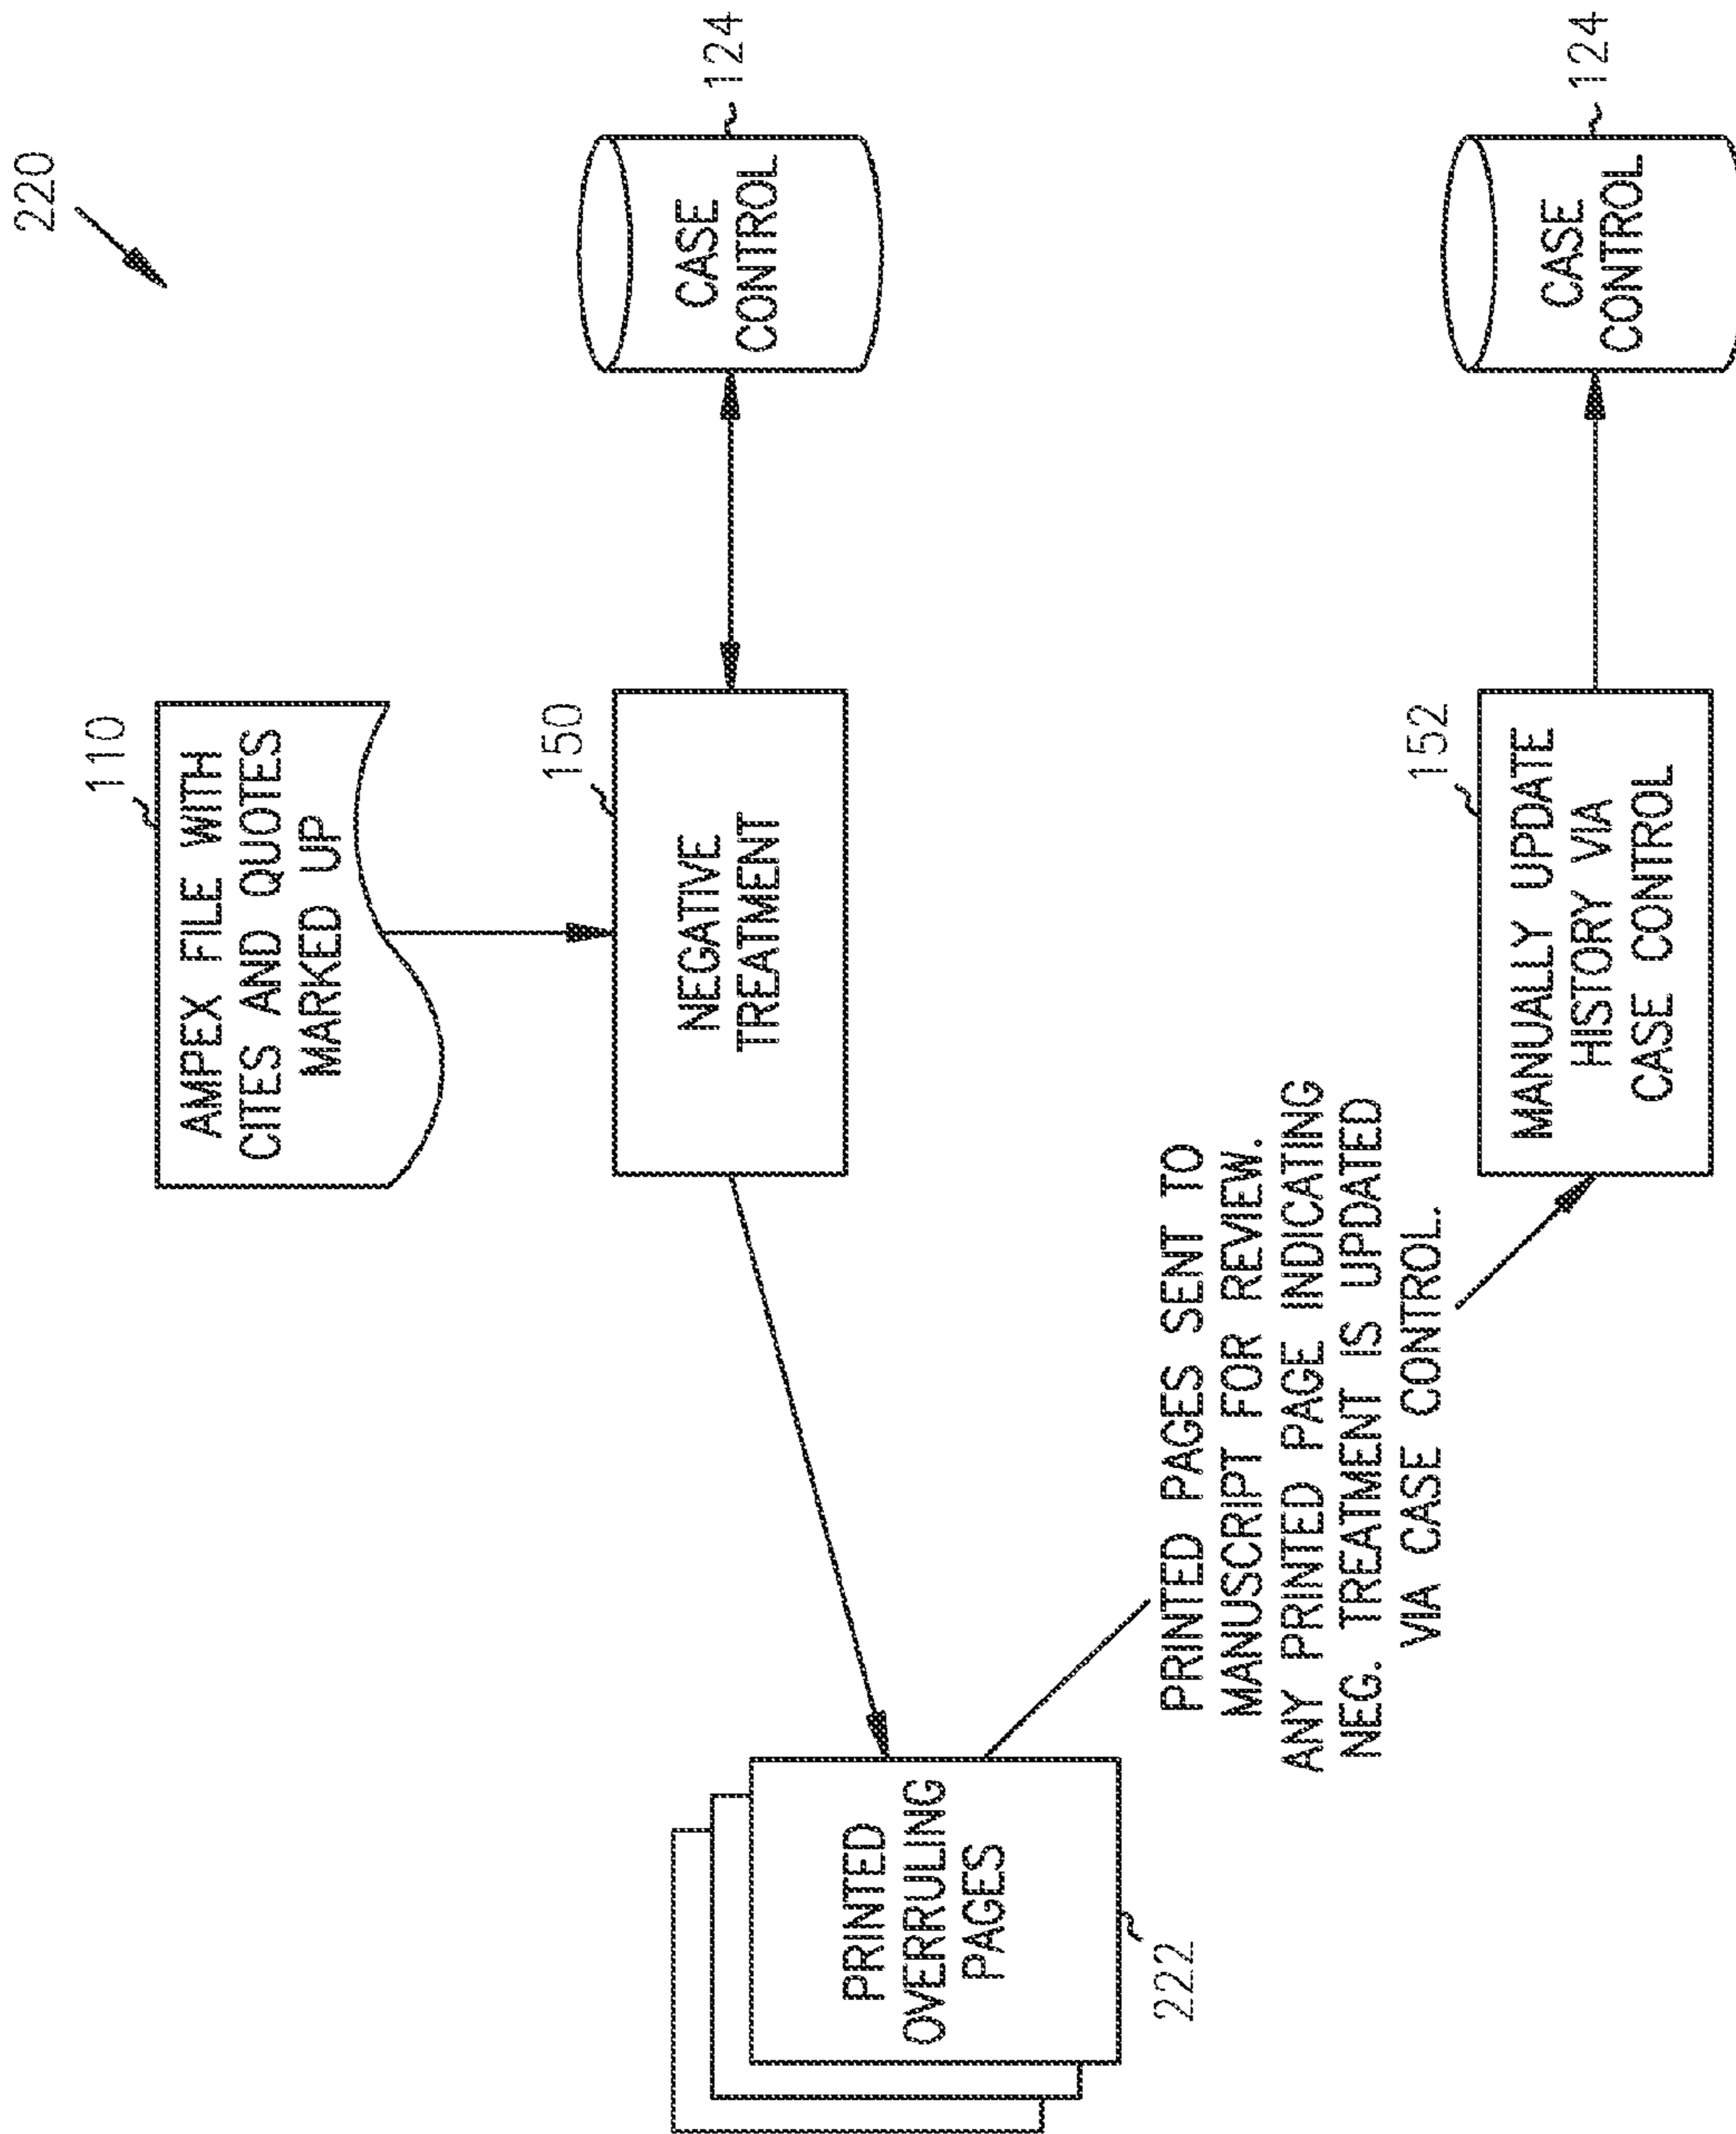 220
110
AMPEX FILE WITH
CITES AND QUOTES
MARKED UP
150
NEGATIVE
TREATMENT
124
CASE
CONTROL
PRINTED
OVERRULING
PAGES
222
PRINTED PAGES SENT TO
MANUSCRIPT FOR REVIEW.
ANY PRINTED PAGE INDICATING
NEG. TREATMENT IS UPDATED
VIA CASE CONTROL.
152
MANUALLY UPDATE
HISTORY VIA
CASE CONTROL
124
CASE
CONTROL